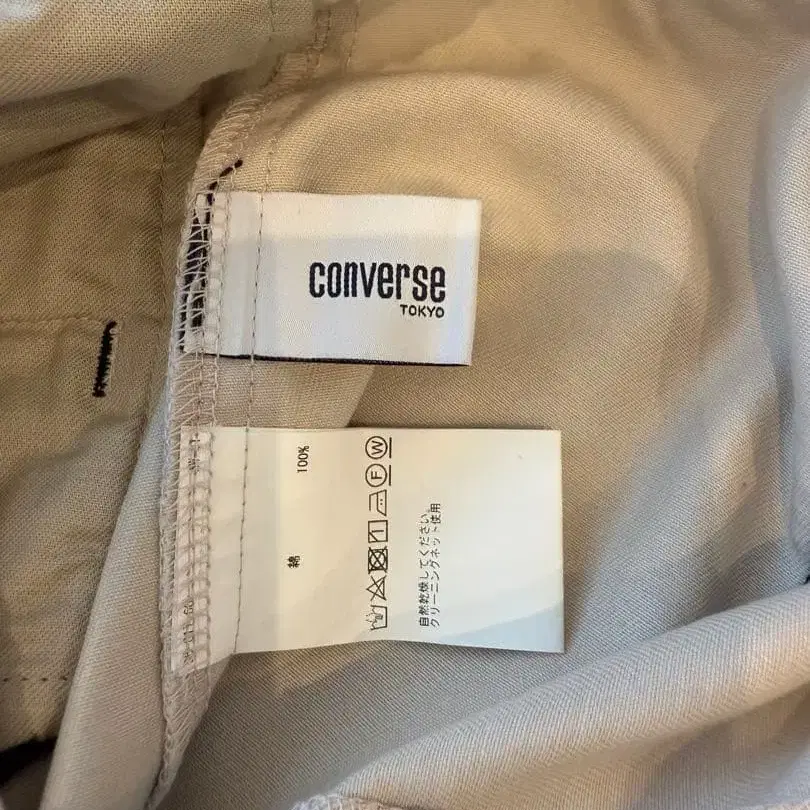 converse
TOKYO
綿 100%
F W
自然乾燥してください。
クリーニングネット使用